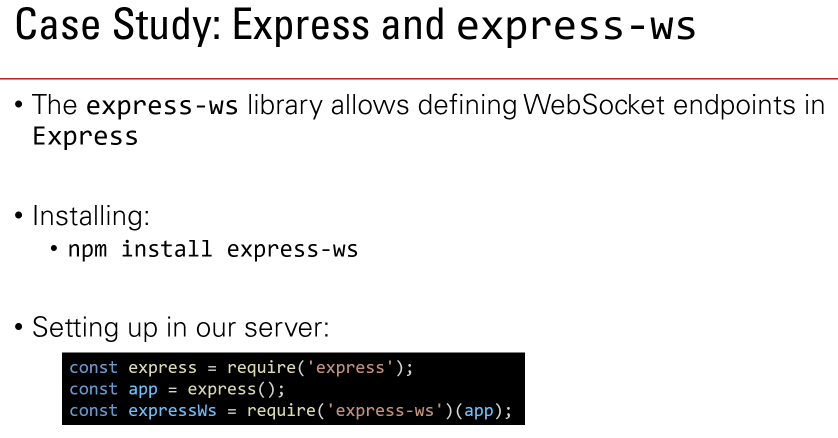 Case Study: Express and express-ws
• The express-ws library allows defining WebSocket endpoints in
Express
• Installing:
• npm install express-ws
• Setting up in our server:
const express = require('express');
const app = express();
const expressWs = require('express-ws')(app);